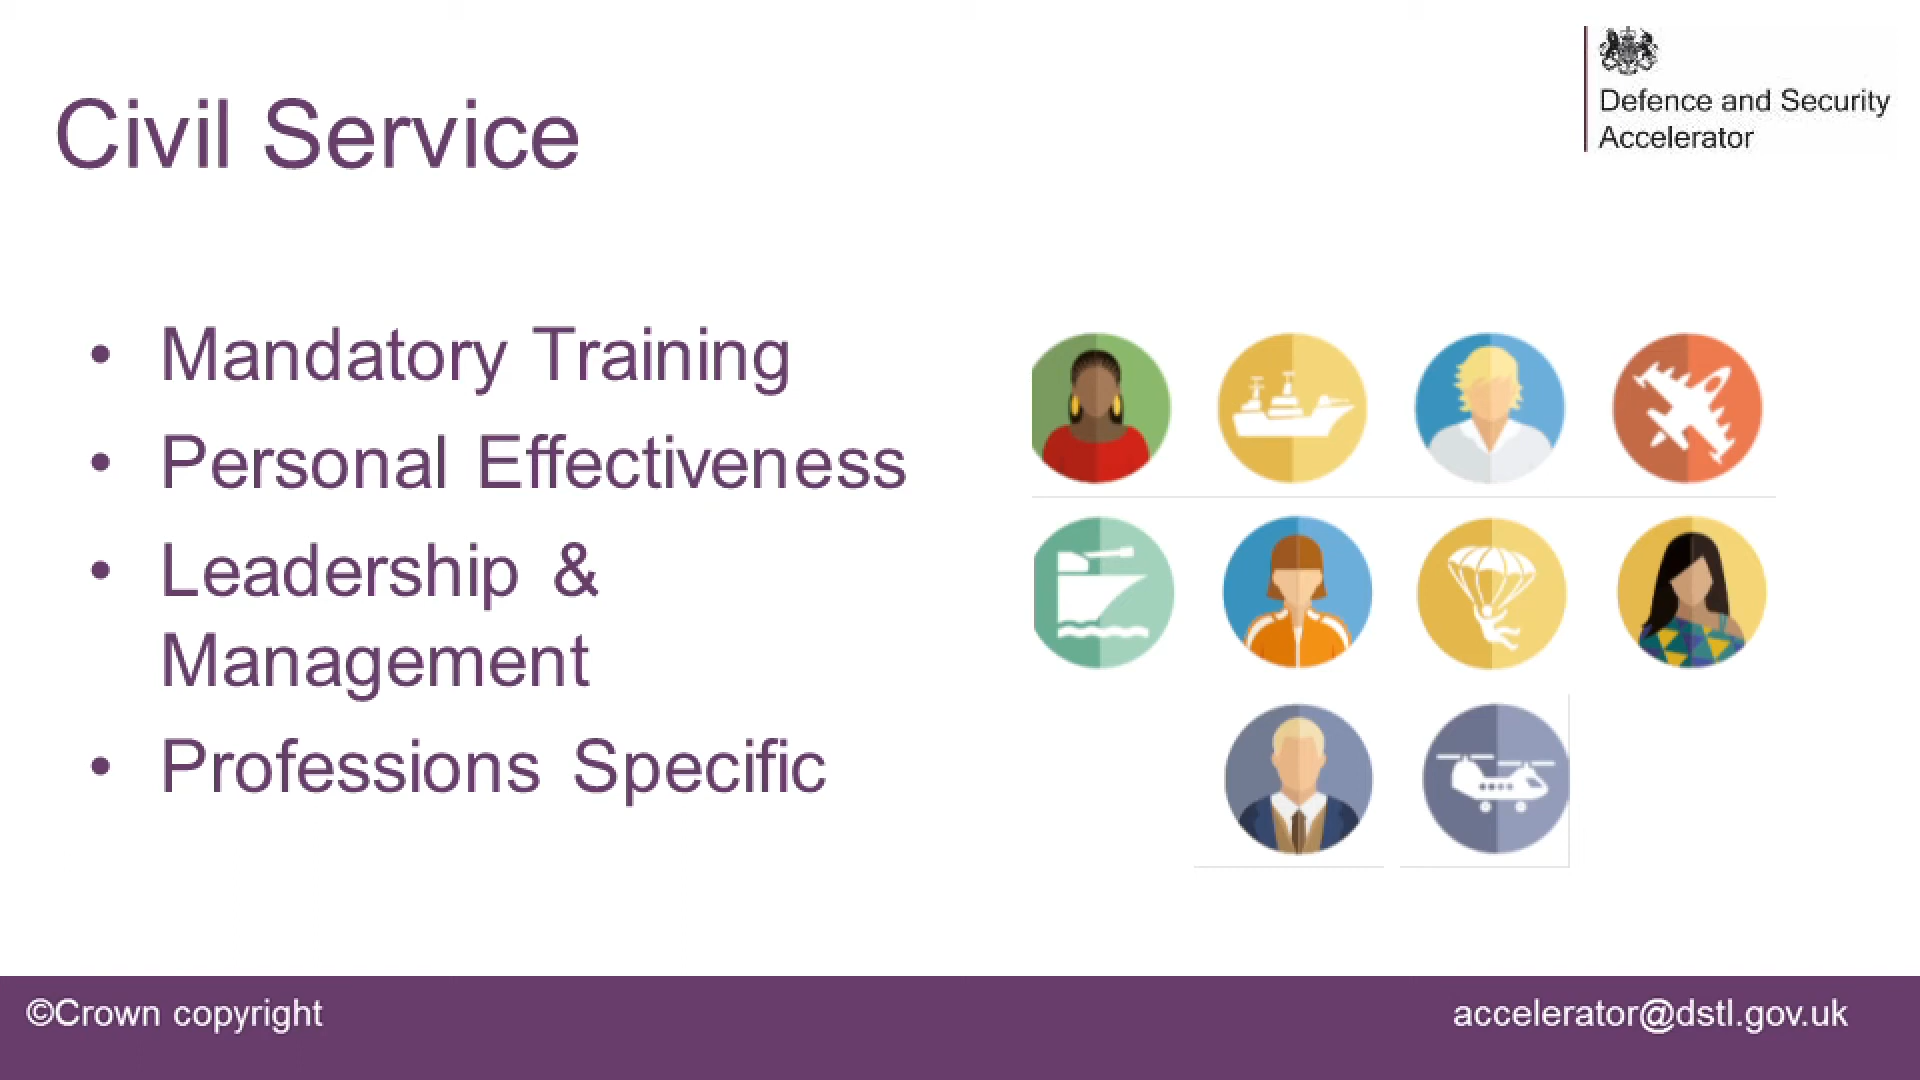 Defence and Security
Accelerator
Civil Service
• Mandatory Training
• Personal Effectiveness
• Leadership &
Management
• Professions Specific
©Crown copyright
accelerator@dstl.gov.uk